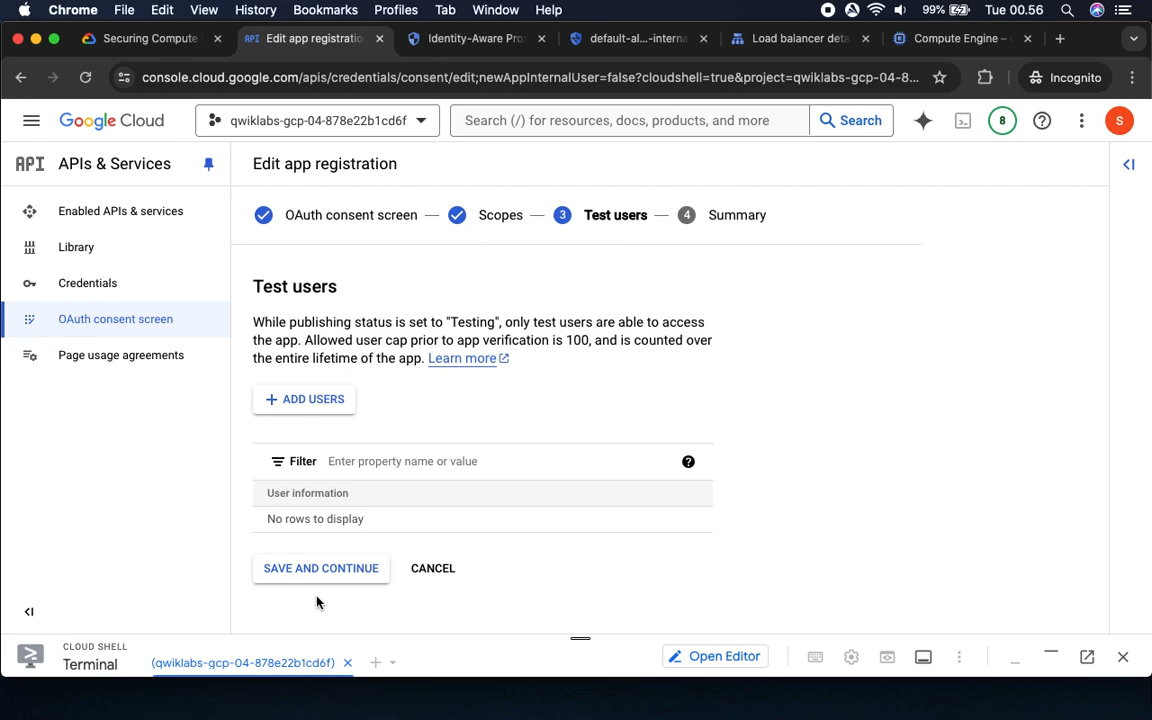 Chrome File Edit View History Bookmarks Profiles Tab Window Help 99% Tue 00.56
Securing Compute Edit app registratio Identity-Aware Pro default-al...-interna Load balancer deta Compute Engine –
console.cloud.google.com/apis/credentials/consent/edit;newAppInternalUser=false?cloudshell=true&project=qwiklabs-gcp-04-8... Incognito
Google Cloud qwiklabs-gcp-04-878e22b1cd6f Search (/) for resources, docs, products, and more Search 8 S
API APIs & Services Edit app registration
Enabled APIs & services
Library
Credentials
OAuth consent screen
Page usage agreements
OAuth consent screen — Scopes — 3 Test users — 4 Summary
Test users
While publishing status is set to "Testing", only test users are able to access
the app. Allowed user cap prior to app verification is 100, and is counted over
the entire lifetime of the app. Learn more
+ ADD USERS
Filter Enter property name or value
User information
No rows to display
SAVE AND CONTINUE CANCEL
CLOUD SHELL
Terminal (qwiklabs-gcp-04-878e22b1cd6f) Open Editor